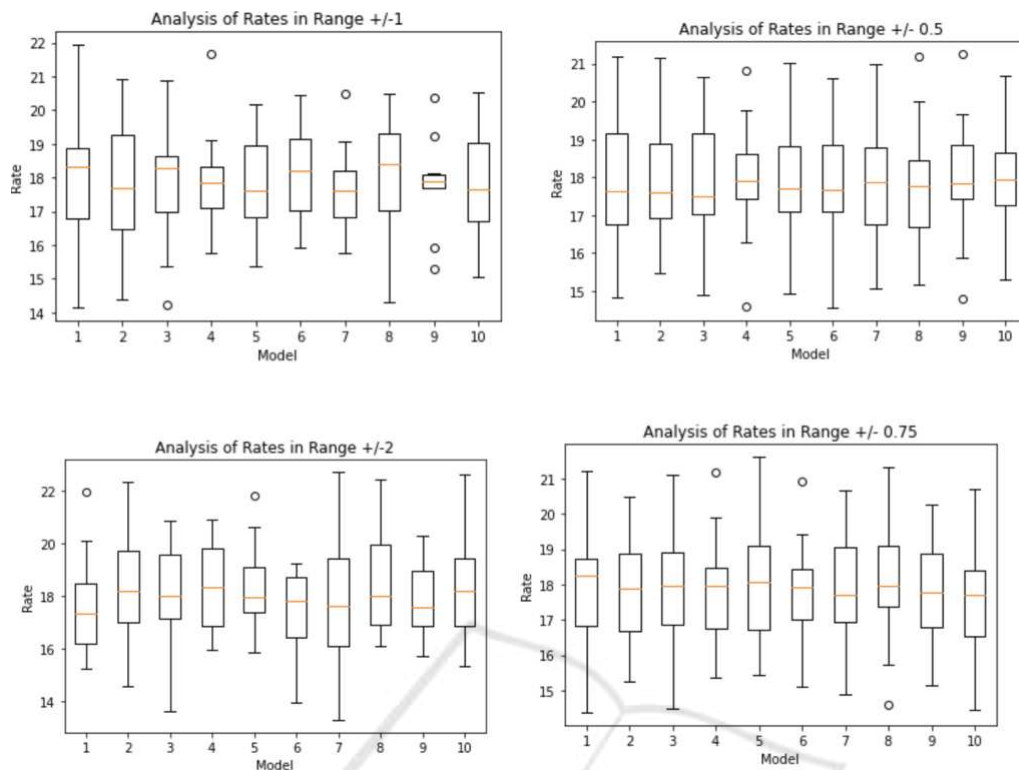 Analysis of Rates in Range +/-1
22
21
20
19
18
17
16
15
14
Rate
1 2 3 4 5 6 7 8 9 10
Model
Analysis of Rates in Range +/- 0.5
21
20
19
18
17
16
15
Rate
1 2 3 4 5 6 7 8 9 10
Model
Analysis of Rates in Range +/-2
22
20
18
16
14
Rate
1 2 3 4 5 6 7 8 9 10
Model
Analysis of Rates in Range +/- 0.75
21
20
19
18
17
16
15
Rate
1 2 3 4 5 6 7 8 9 10
Model